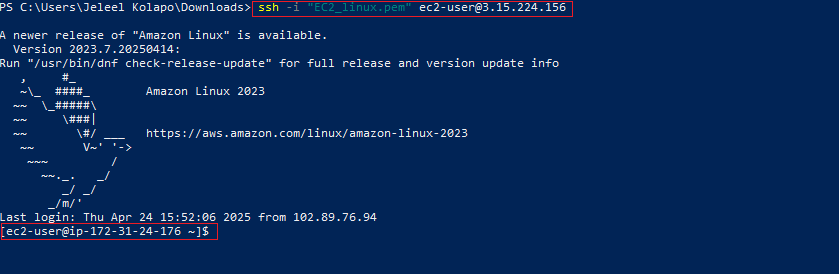 PS C:\Users\Jeleel Kolapo\Downloads> ssh -i "EC2_linux.pem" ec2-user@3.15.224.156
A newer release of "Amazon Linux" is available.
  Version 2023.7.20250414:
Run "/usr/bin/dnf check-release-update" for full release and version update info
   ,     #_
   ~\_  ####_        Amazon Linux 2023
  ~~  \_#####\
  ~~     \###|
  ~~       \#/ ___   https://aws.amazon.com/linux/amazon-linux-2023
   ~~       V~' '->
    ~~~         /
      ~~._.   _/
         _/ _/
       _/m/'
Last login: Thu Apr 24 15:52:06 2025 from 102.89.76.94
[ec2-user@ip-172-31-24-176 ~]$